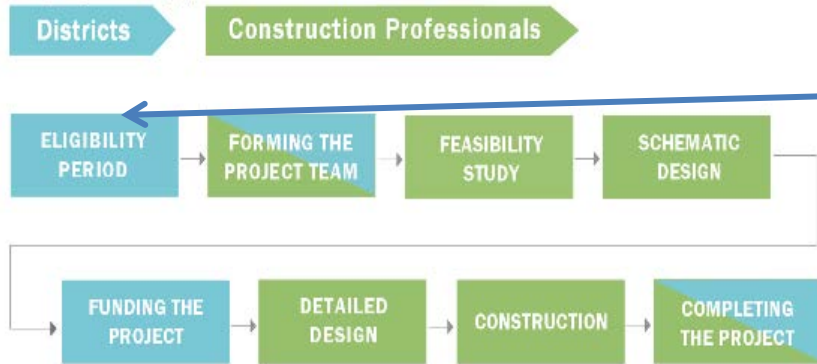 Districts
Construction Professionals
ELIGIBILITY
PERIOD
FORMING THE
PROJECT TEAM
FEASIBILITY
STUDY
SCHEMATIC
DESIGN
FUNDING THE
PROJECT
DETAILED
DESIGN
CONSTRUCTION
COMPLETING
THE PROJECT